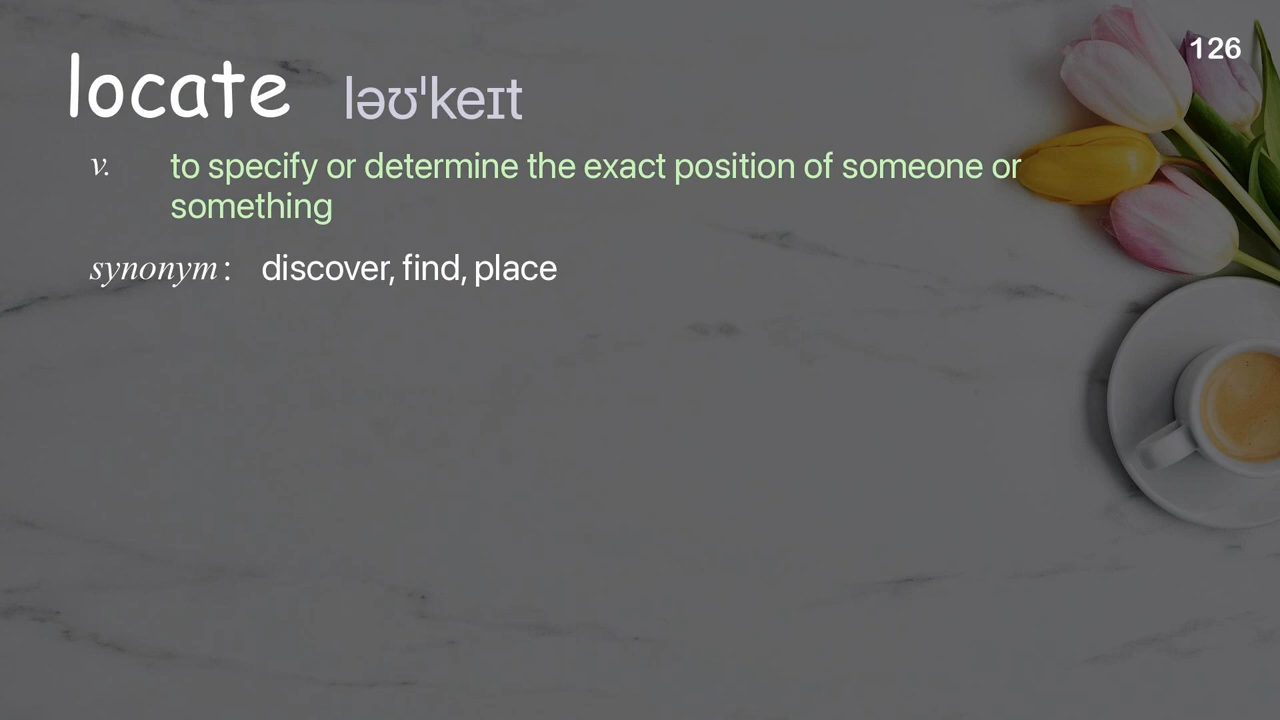 126
locate ləʊˈkeɪt
v. to specify or determine the exact position of someone or
something
synonym : discover, find, place